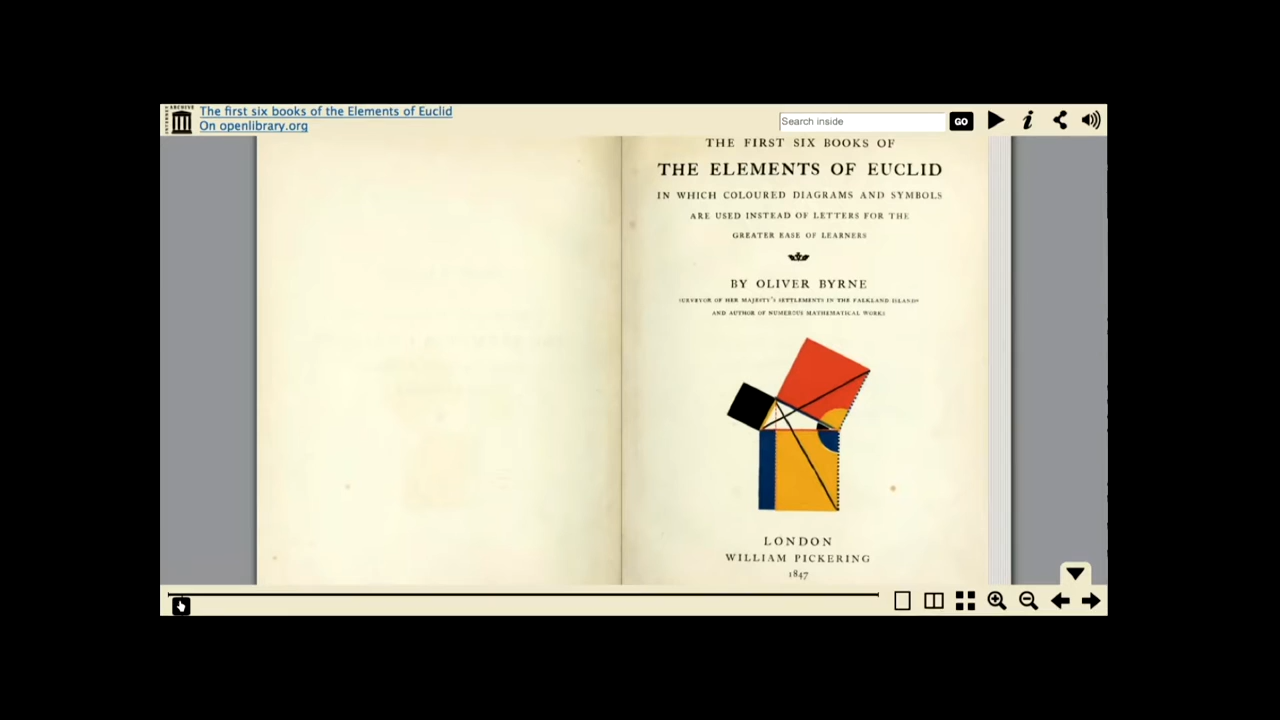 INTERNET ARCHIVE
The first six books of the Elements of Euclid
On openlibrary.org
Search inside
GO
THE FIRST SIX BOOKS OF
THE ELEMENTS OF EUCLID
IN WHICH COLOURED DIAGRAMS AND SYMBOLS
ARE USED INSTEAD OF LETTERS FOR THE
GREATER EASE OF LEARNERS
BY OLIVER BYRNE
SURVEYOR OF HER MAJESTY'S SETTLEMENTS IN THE FALKLAND ISLANDS
AND AUTHOR OF NUMEROUS MATHEMATICAL WORKS
LONDON
WILLIAM PICKERING
1847